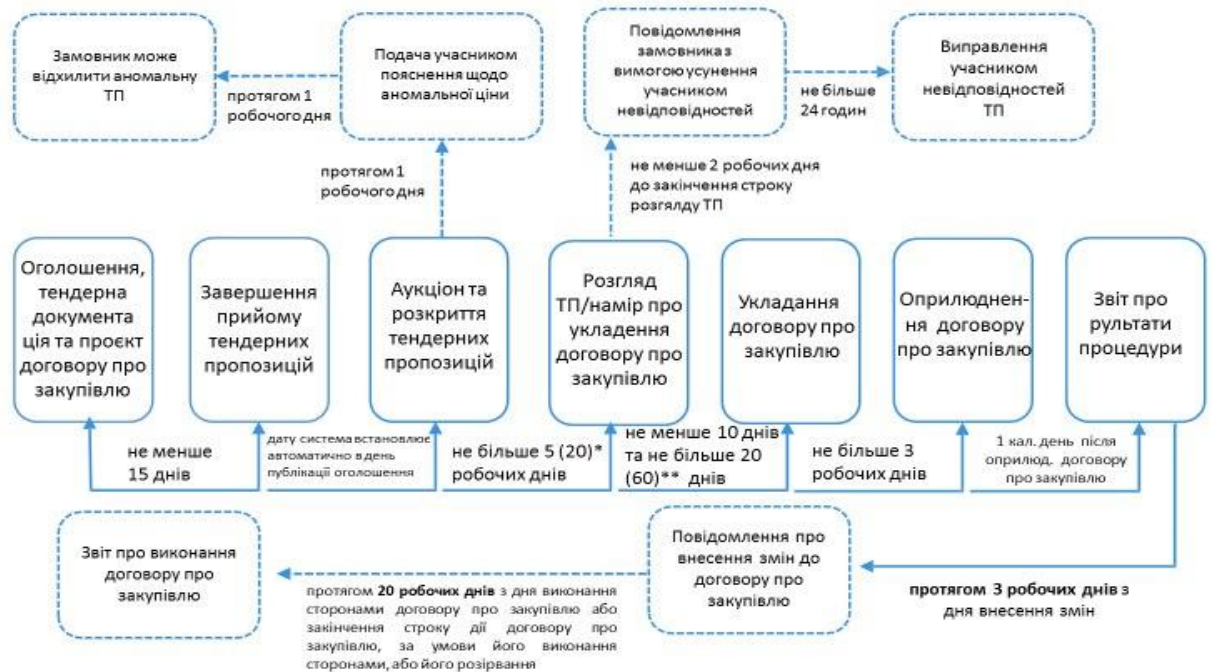 Замовник може
відхилити аномальну
ТП
протягом 1
робочого дня
Подача учасником
пояснення щодо
аномальної ціни
протягом 1
робочого дня
Повідомлення
замовника з
вимогою усунення
учасником
невідповідностей
не більше
24 годин
Виправлення
учасником
невідповідностей
ТП
не менше 2 робочих дня
до закінчення строку
розгялду ТП
Оголошення,
тендерна
документа
ція та проєкт
договору про
закупівлю
Завершення
прийому
тендерних
пропозицій
Аукціон та
розкриття
тендерних
пропозицій
Розгляд
ТП/намір про
укладення
договору про
закупівлю
Укладання
договору про
закупівлю
Оприлюднен-
ня договору
про закупівлю
Звіт про
рультати
процедури
не менше
15 днів
дату система встановлює
автоматично в день
публікації оголошення
не більше 5 (20)*
робочих днів
не менше 10 днів
та не більше 20
(60)** днів
не більше 3
робочих днів
1 кал. день після
оприлюд. договору
про закупівлю
Звіт про виконання
договору про
закупівлю
протягом 20 робочих днів з дня виконання
сторонами договору про закупівлю або
закінчення строку дії договору про
закупівлю, за умови його виконання
сторонами, або його розірвання
Повідомлення про
внесення змін до
договору про
закупівлю
протягом 3 робочих днів з
дня внесення змін